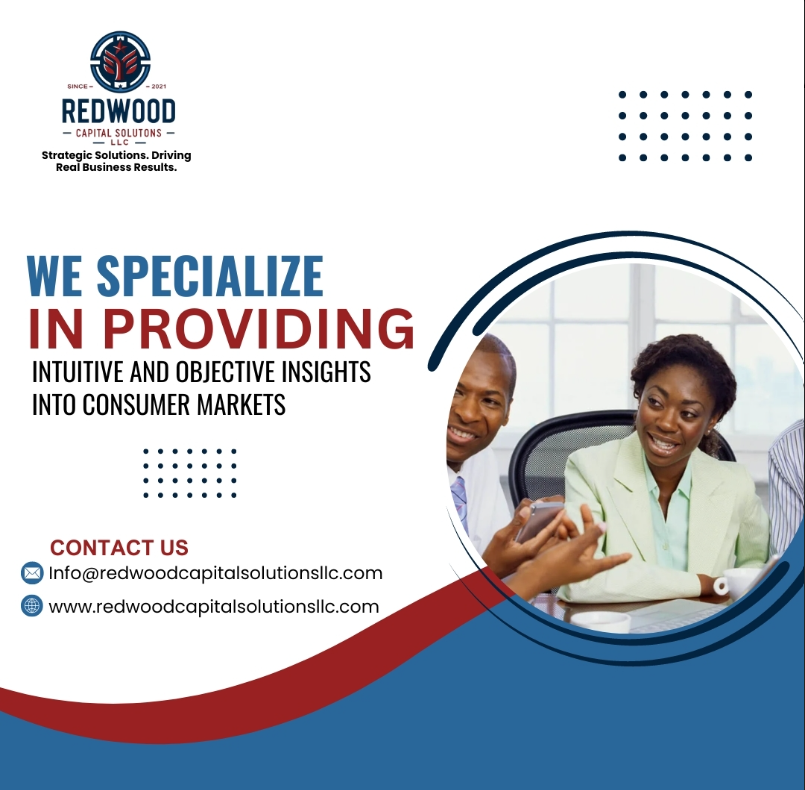 SINCE – – 2021
REDWOOD
– CAPITAL SOLUTONS –
– LLC –
Strategic Solutions. Driving
Real Business Results.
WE SPECIALIZE
IN PROVIDING
INTUITIVE AND OBJECTIVE INSIGHTS
INTO CONSUMER MARKETS
CONTACT US
Info@redwoodcapitalsolutionsllc.com
www.redwoodcapitalsolutionsllc.com